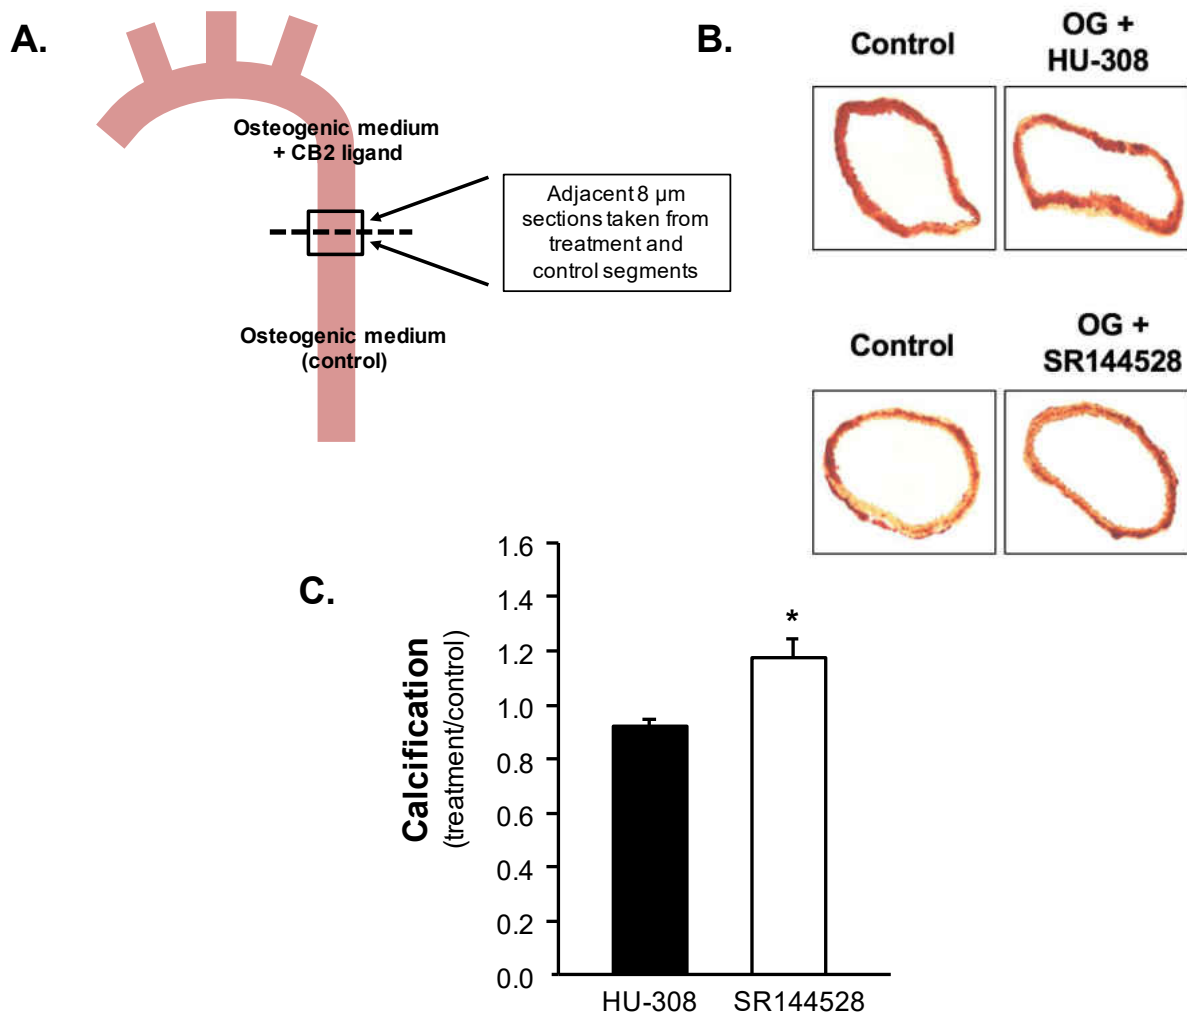 A.
Osteogenic medium
+ CB2 ligand
Adjacent 8 µm
sections taken from
treatment and
control segments
Osteogenic medium
(control)
B.
Control
OG +
HU-308
Control
OG +
SR144528
C.
Calcification
(treatment/control)
1.6
1.4
1.2
1.0
0.8
0.6
0.4
0.2
0.0
*
HU-308 SR144528